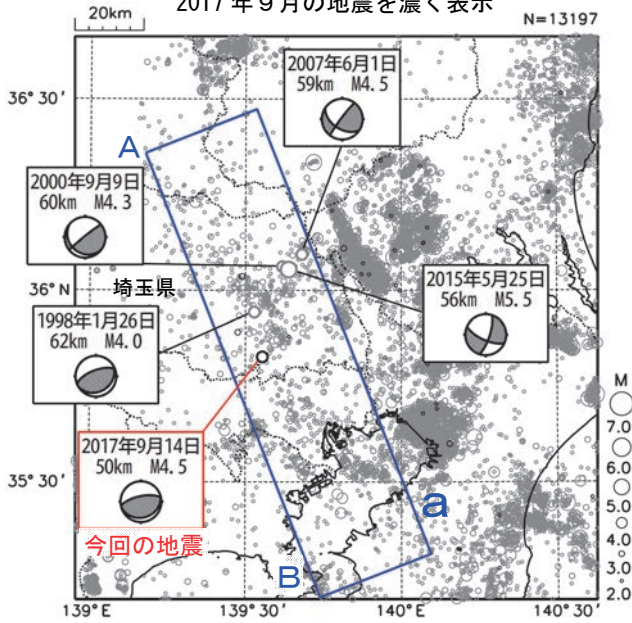 2017年9月の地震を濃く表示
20km
N=13197
36°30′
2007年6月1日
59km M4.5
A
2000年9月9日
60km M4.3
埼玉県
36°N
1998年1月26日
62km M4.0
2015年5月25日
56km M5.5
2017年9月14日
50km M4.5
今回の地震
35°30′
a
B
M
7.0
6.0
5.0
4.0
3.0
2.0
139°E
139°30′
140°E
140°30′